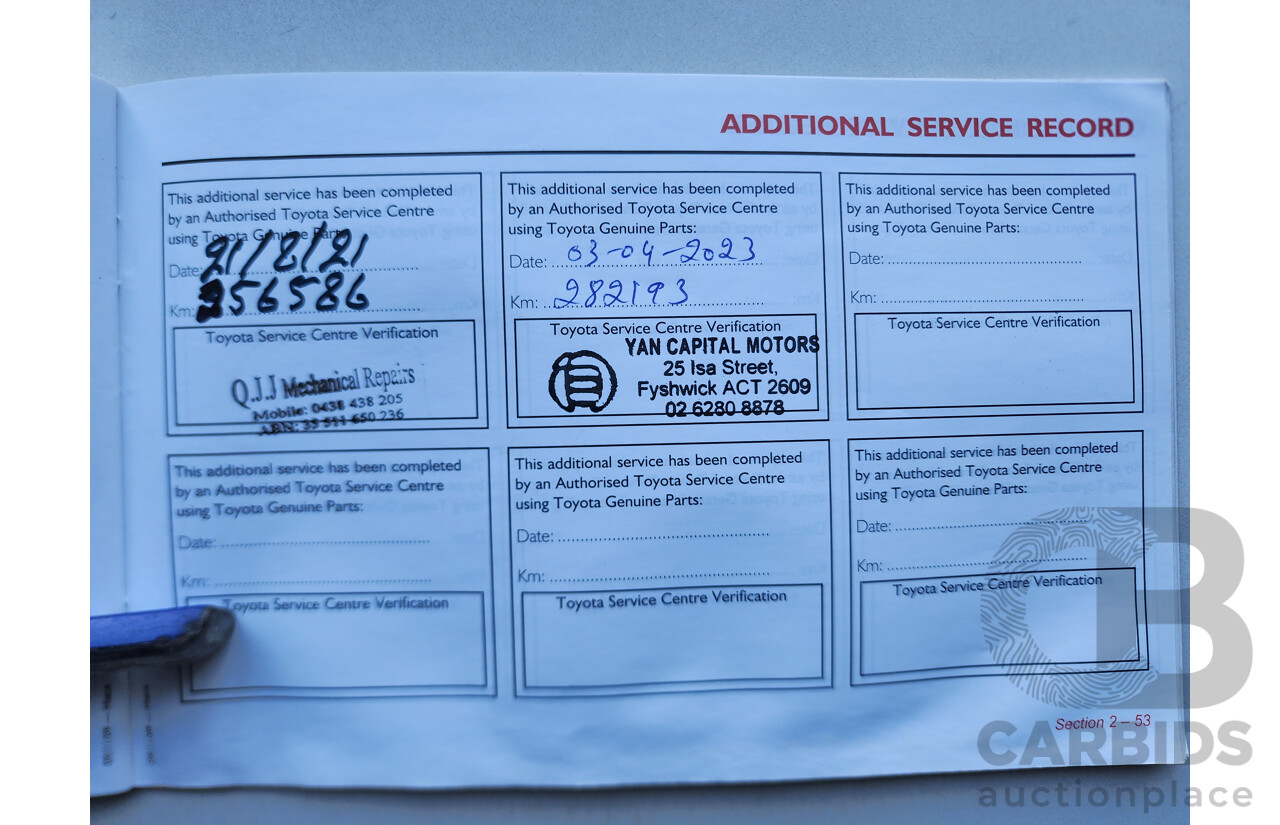 ADDITIONAL SERVICE RECORD
This additional service has been completed
by an Authorised Toyota Service Centre
using Toyota Genuine Parts:
Date: 21/8/21
Km: 256586
Toyota Service Centre Verification
Q.J.J Mechanical Repairs
Mobile: 0438 438 205
ABN: 35 511 650 236
This additional service has been completed
by an Authorised Toyota Service Centre
using Toyota Genuine Parts:
Date: 03-04-2023
Km: 282193
Toyota Service Centre Verification
YAN CAPITAL MOTORS
25 Isa Street,
Fyshwick ACT 2609
02 6280 8878
This additional service has been completed
by an Authorised Toyota Service Centre
using Toyota Genuine Parts:
Date:
Km:
Toyota Service Centre Verification
This additional service has been completed
by an Authorised Toyota Service Centre
using Toyota Genuine Parts:
Date:
Km:
Toyota Service Centre Verification
This additional service has been completed
by an Authorised Toyota Service Centre
using Toyota Genuine Parts:
Date:
Km:
Toyota Service Centre Verification
This additional service has been completed
by an Authorised Toyota Service Centre
using Toyota Genuine Parts:
Date:
Km:
Toyota Service Centre Verification
Section 2 – 53
CB
CARBIDS
auctionplace